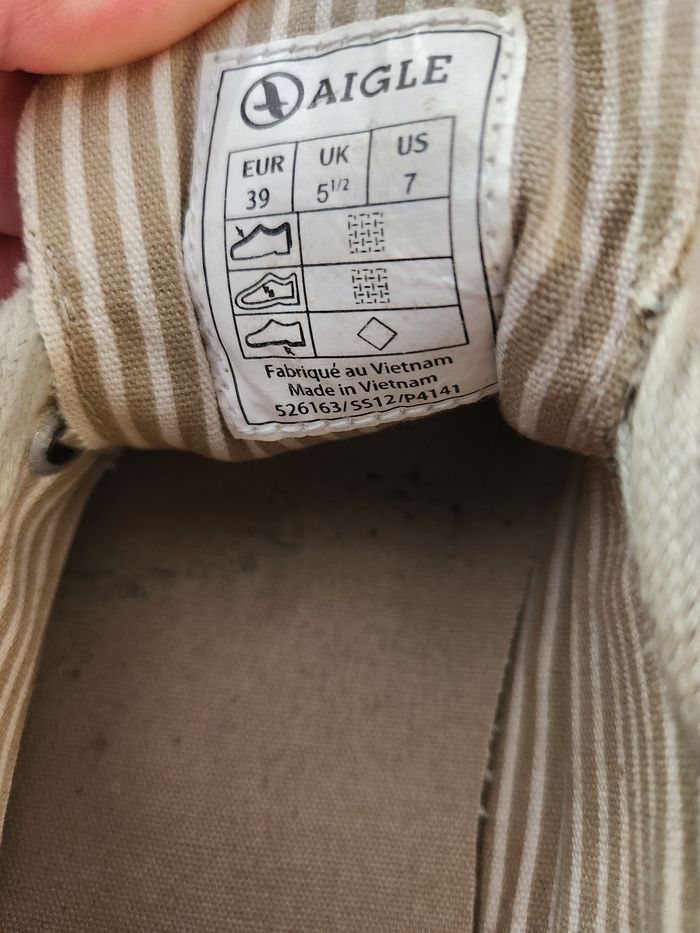 AIGLE
EUR UK US
39 5 1/2 7
Fabriqué au Vietnam
Made in Vietnam
526163/SS12/P4141